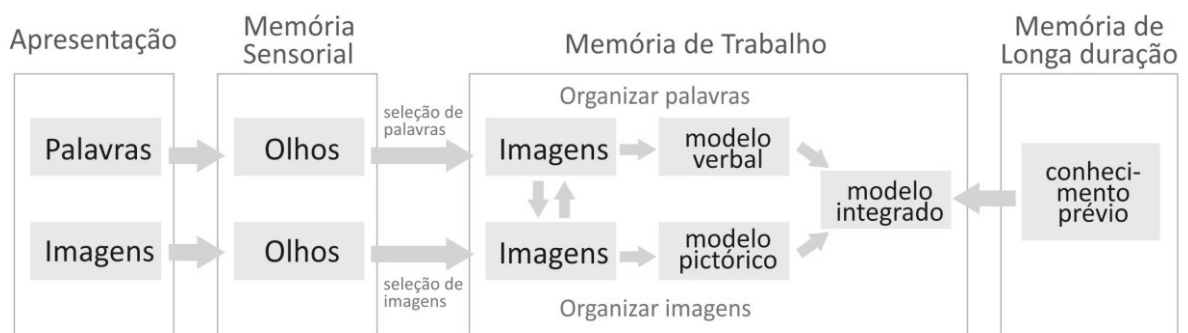 Apresentação
Memória
Sensorial
Memória de Trabalho
Memória de
Longa duração
Organizar palavras
seleção de
palavras
Palavras
Olhos
Imagens
modelo
verbal
modelo
integrado
conheci-
mento
prévio
Imagens
Olhos
Imagens
modelo
pictórico
seleção de
imagens
Organizar imagens